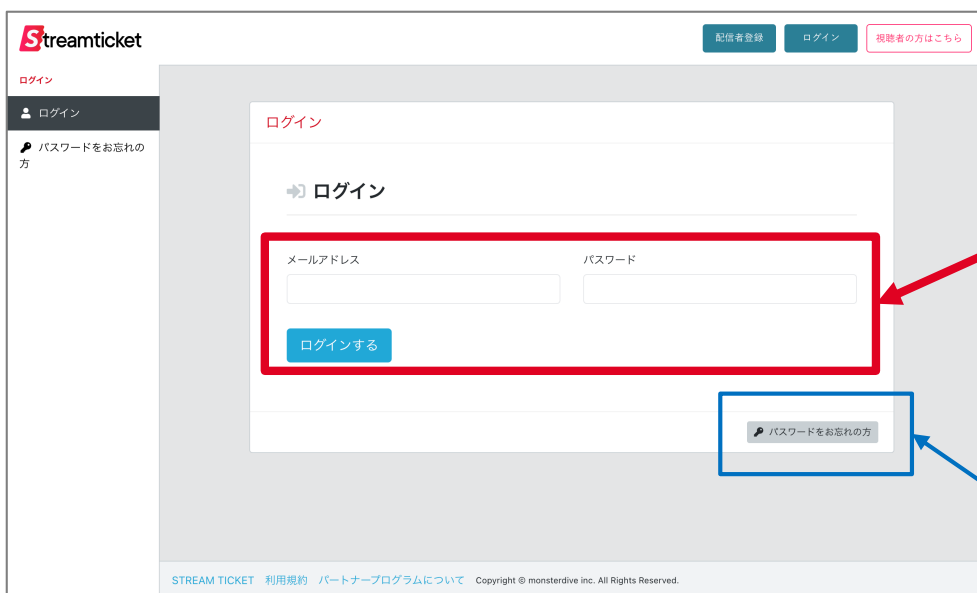 Streamticket
配信者登録
ログイン
視聴者の方はこちら
ログイン
ログイン
パスワードをお忘れの
方
ログイン
ログイン
メールアドレス
パスワード
ログインする
パスワードをお忘れの方
STREAM TICKET 利用規約 パートナープログラムについて Copyright © monsterdive inc. All Rights Reserved.